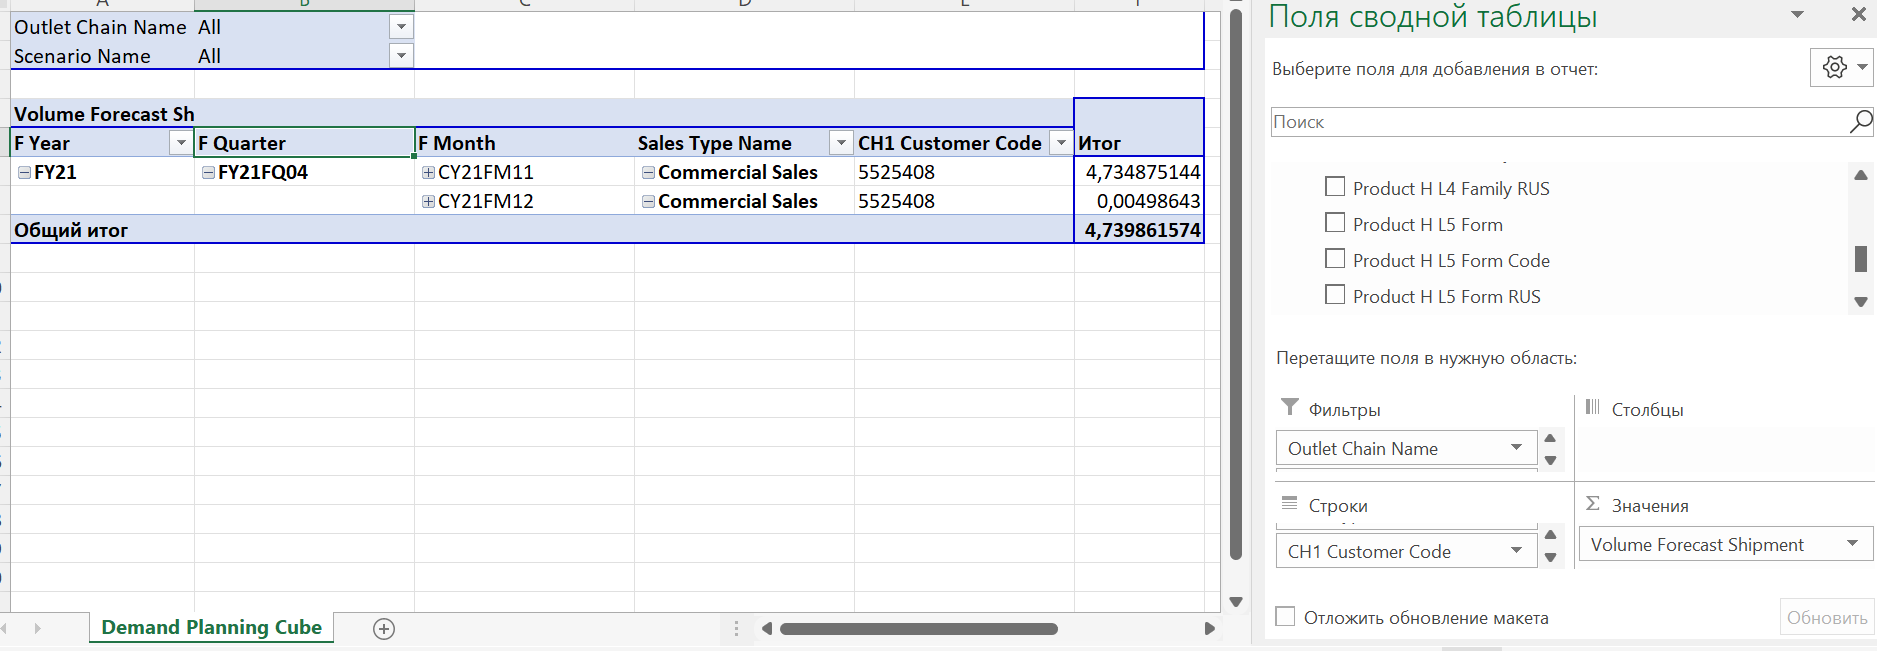 A B C D E F
Outlet Chain Name All
Scenario Name All
Volume Forecast Sh
F Year F Quarter F Month Sales Type Name CH1 Customer Code Итог
FY21 FY21FQ04 CY21FM11 Commercial Sales 5525408 4,734875144
CY21FM12 Commercial Sales 5525408 0,00498643
Общий итог 4,739861574
Demand Planning Cube
Поля сводной таблицы
Выберите поля для добавления в отчет:
Поиск
Product H L4 Family RUS
Product H L5 Form
Product H L5 Form Code
Product H L5 Form RUS
Перетащите поля в нужную область:
Фильтры
Outlet Chain Name
Столбцы
Строки
CH1 Customer Code
Σ Значения
Volume Forecast Shipment
Отложить обновление макета
Обновить